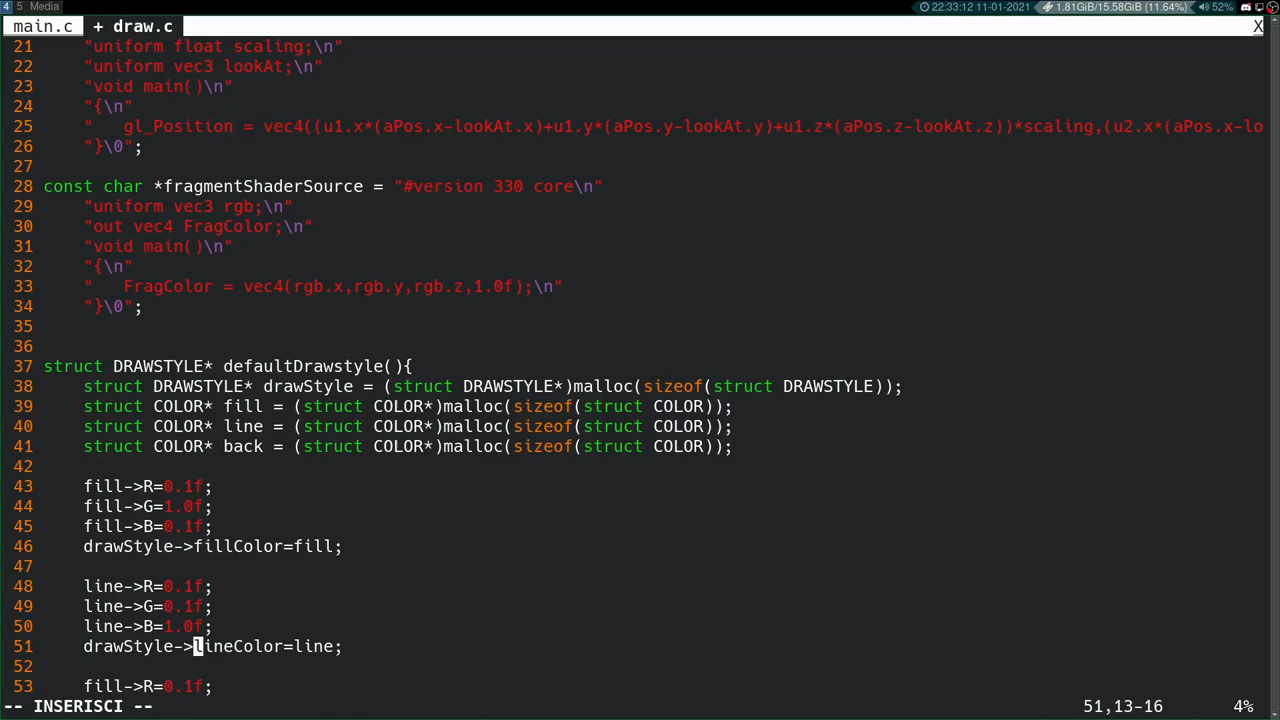 4 5 Media 22:33:12 11-01-2021 1.81GiB/15.58GiB (11.64%) 52%
main.c + draw.c X
21 "uniform float scaling;\n"
22 "uniform vec3 lookAt;\n"
23 "void main()\n"
24 "{\n"
25 " gl_Position = vec4((u1.x*(aPos.x-lookAt.x)+u1.y*(aPos.y-lookAt.y)+u1.z*(aPos.z-lookAt.z))*scaling,(u2.x*(aPos.x-lo
26 "}\0";
27
28 const char *fragmentShaderSource = "#version 330 core\n"
29 "uniform vec3 rgb;\n"
30 "out vec4 FragColor;\n"
31 "void main()\n"
32 "{\n"
33 " FragColor = vec4(rgb.x,rgb.y,rgb.z,1.0f);\n"
34 "}\0";
35
36
37 struct DRAWSTYLE* defaultDrawstyle(){
38 struct DRAWSTYLE* drawStyle = (struct DRAWSTYLE*)malloc(sizeof(struct DRAWSTYLE));
39 struct COLOR* fill = (struct COLOR*)malloc(sizeof(struct COLOR));
40 struct COLOR* line = (struct COLOR*)malloc(sizeof(struct COLOR));
41 struct COLOR* back = (struct COLOR*)malloc(sizeof(struct COLOR));
42
43 fill->R=0.1f;
44 fill->G=1.0f;
45 fill->B=0.1f;
46 drawStyle->fillColor=fill;
47
48 line->R=0.1f;
49 line->G=0.1f;
50 line->B=1.0f;
51 drawStyle->lineColor=line;
52
53 fill->R=0.1f;
-- INSERISCI -- 51,13-16 4%